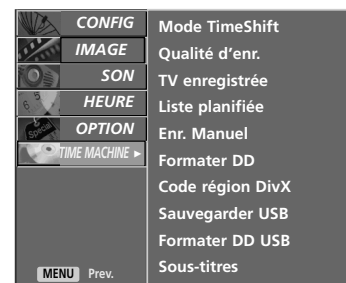 CONFIG
IMAGE
SON
HEURE
OPTION
TIME MACHINE ►
MENU Prev.
Mode TimeShift
Qualité d'enr.
TV enregistrée
Liste planifiée
Enr. Manuel
Formater DD
Code région DivX
Sauvegarder USB
Formater DD USB
Sous-titres